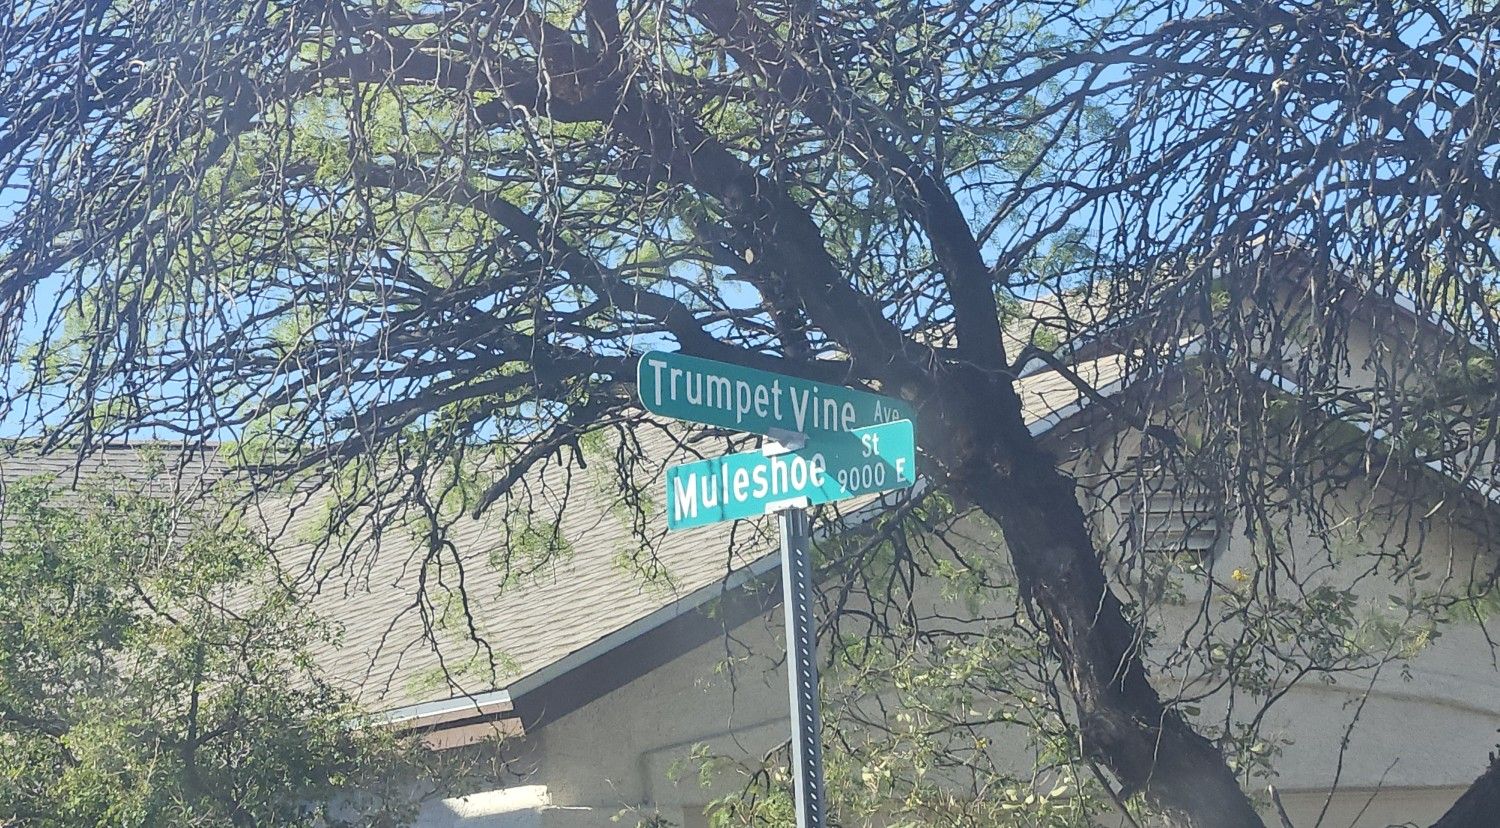 Trumpet Vine Ave
Muleshoe St
9000 E